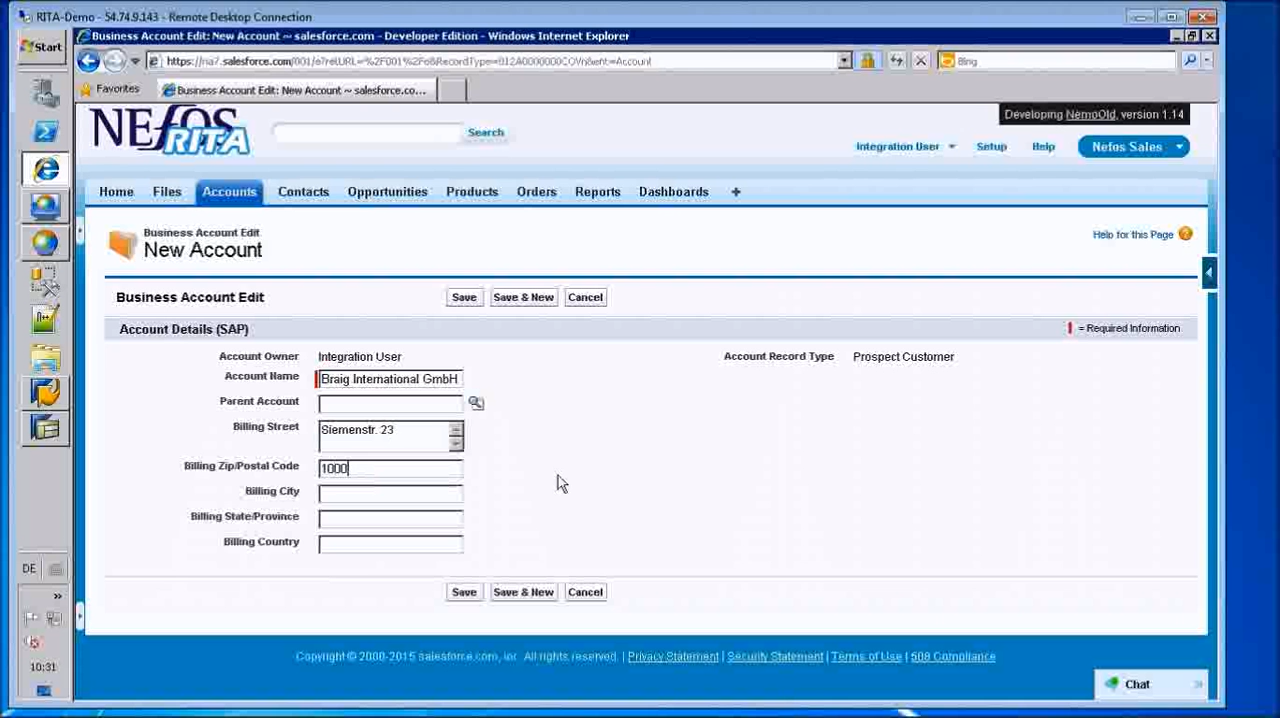 RITA-Demo - 54.74.9.143 - Remote Desktop Connection
Start
Business Account Edit: New Account ~ salesforce.com - Developer Edition - Windows Internet Explorer
Bing
Favorites
Business Account Edit: New Account ~ salesforce.co...
NEfOS
RITA
Search
Developing NemoOld, version 1.14
Integration User
Setup
Help
Nefos Sales
Home Files Accounts Contacts Opportunities Products Orders Reports Dashboards +
Business Account Edit
New Account
Help for this Page
Business Account Edit
Save
Save & New
Cancel
Account Details (SAP)
= Required Information
Account Owner Integration User
Account Record Type Prospect Customer
Account Name Braig International GmbH
Parent Account
Billing Street Siemenstr. 23
Billing Zip/Postal Code 1000
Billing City
Billing State/Province
Billing Country
Save
Save & New
Cancel
DE
10:31
Copyright © 2000-2015 salesforce.com, inc. All rights reserved. | Privacy Statement | Security Statement | Terms of Use | 508 Compliance
Chat